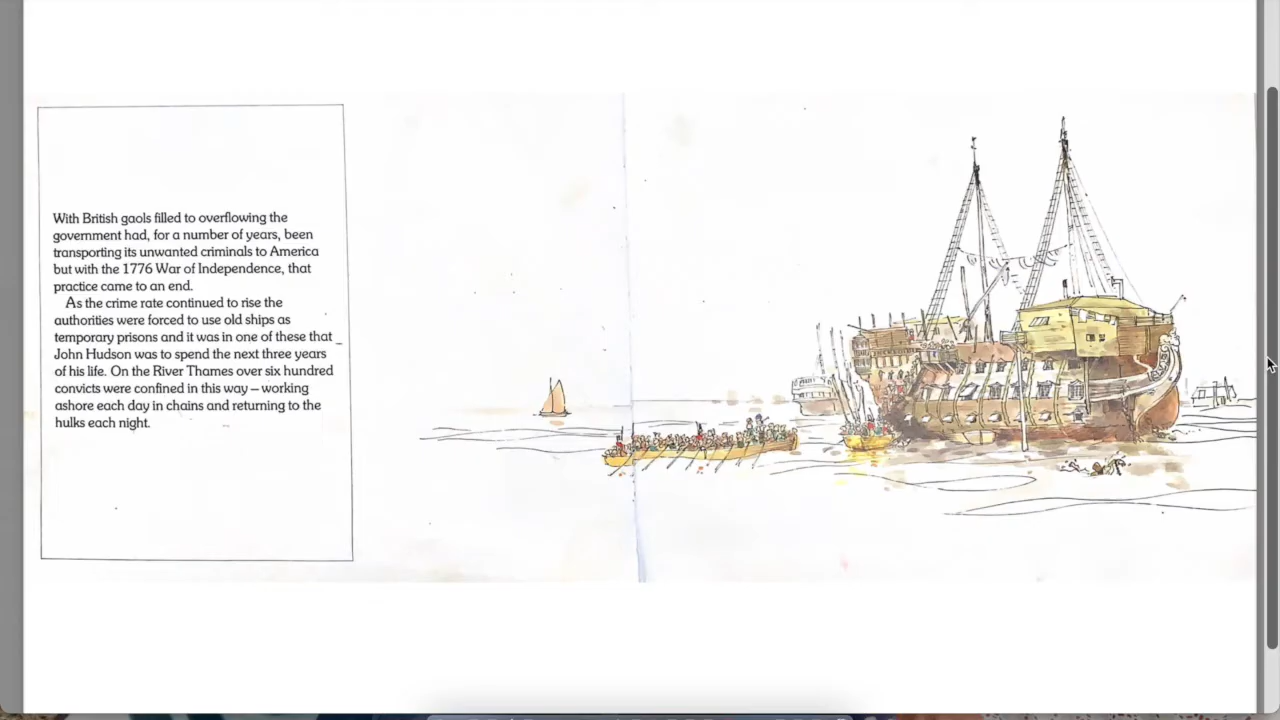 With British gaols filled to overflowing the
government had, for a number of years, been
transporting its unwanted criminals to America
but with the 1776 War of Independence, that
practice came to an end.
As the crime rate continued to rise the
authorities were forced to use old ships as
temporary prisons and it was in one of these that
John Hudson was to spend the next three years
of his life. On the River Thames over six hundred
convicts were confined in this way – working
ashore each day in chains and returning to the
hulks each night.